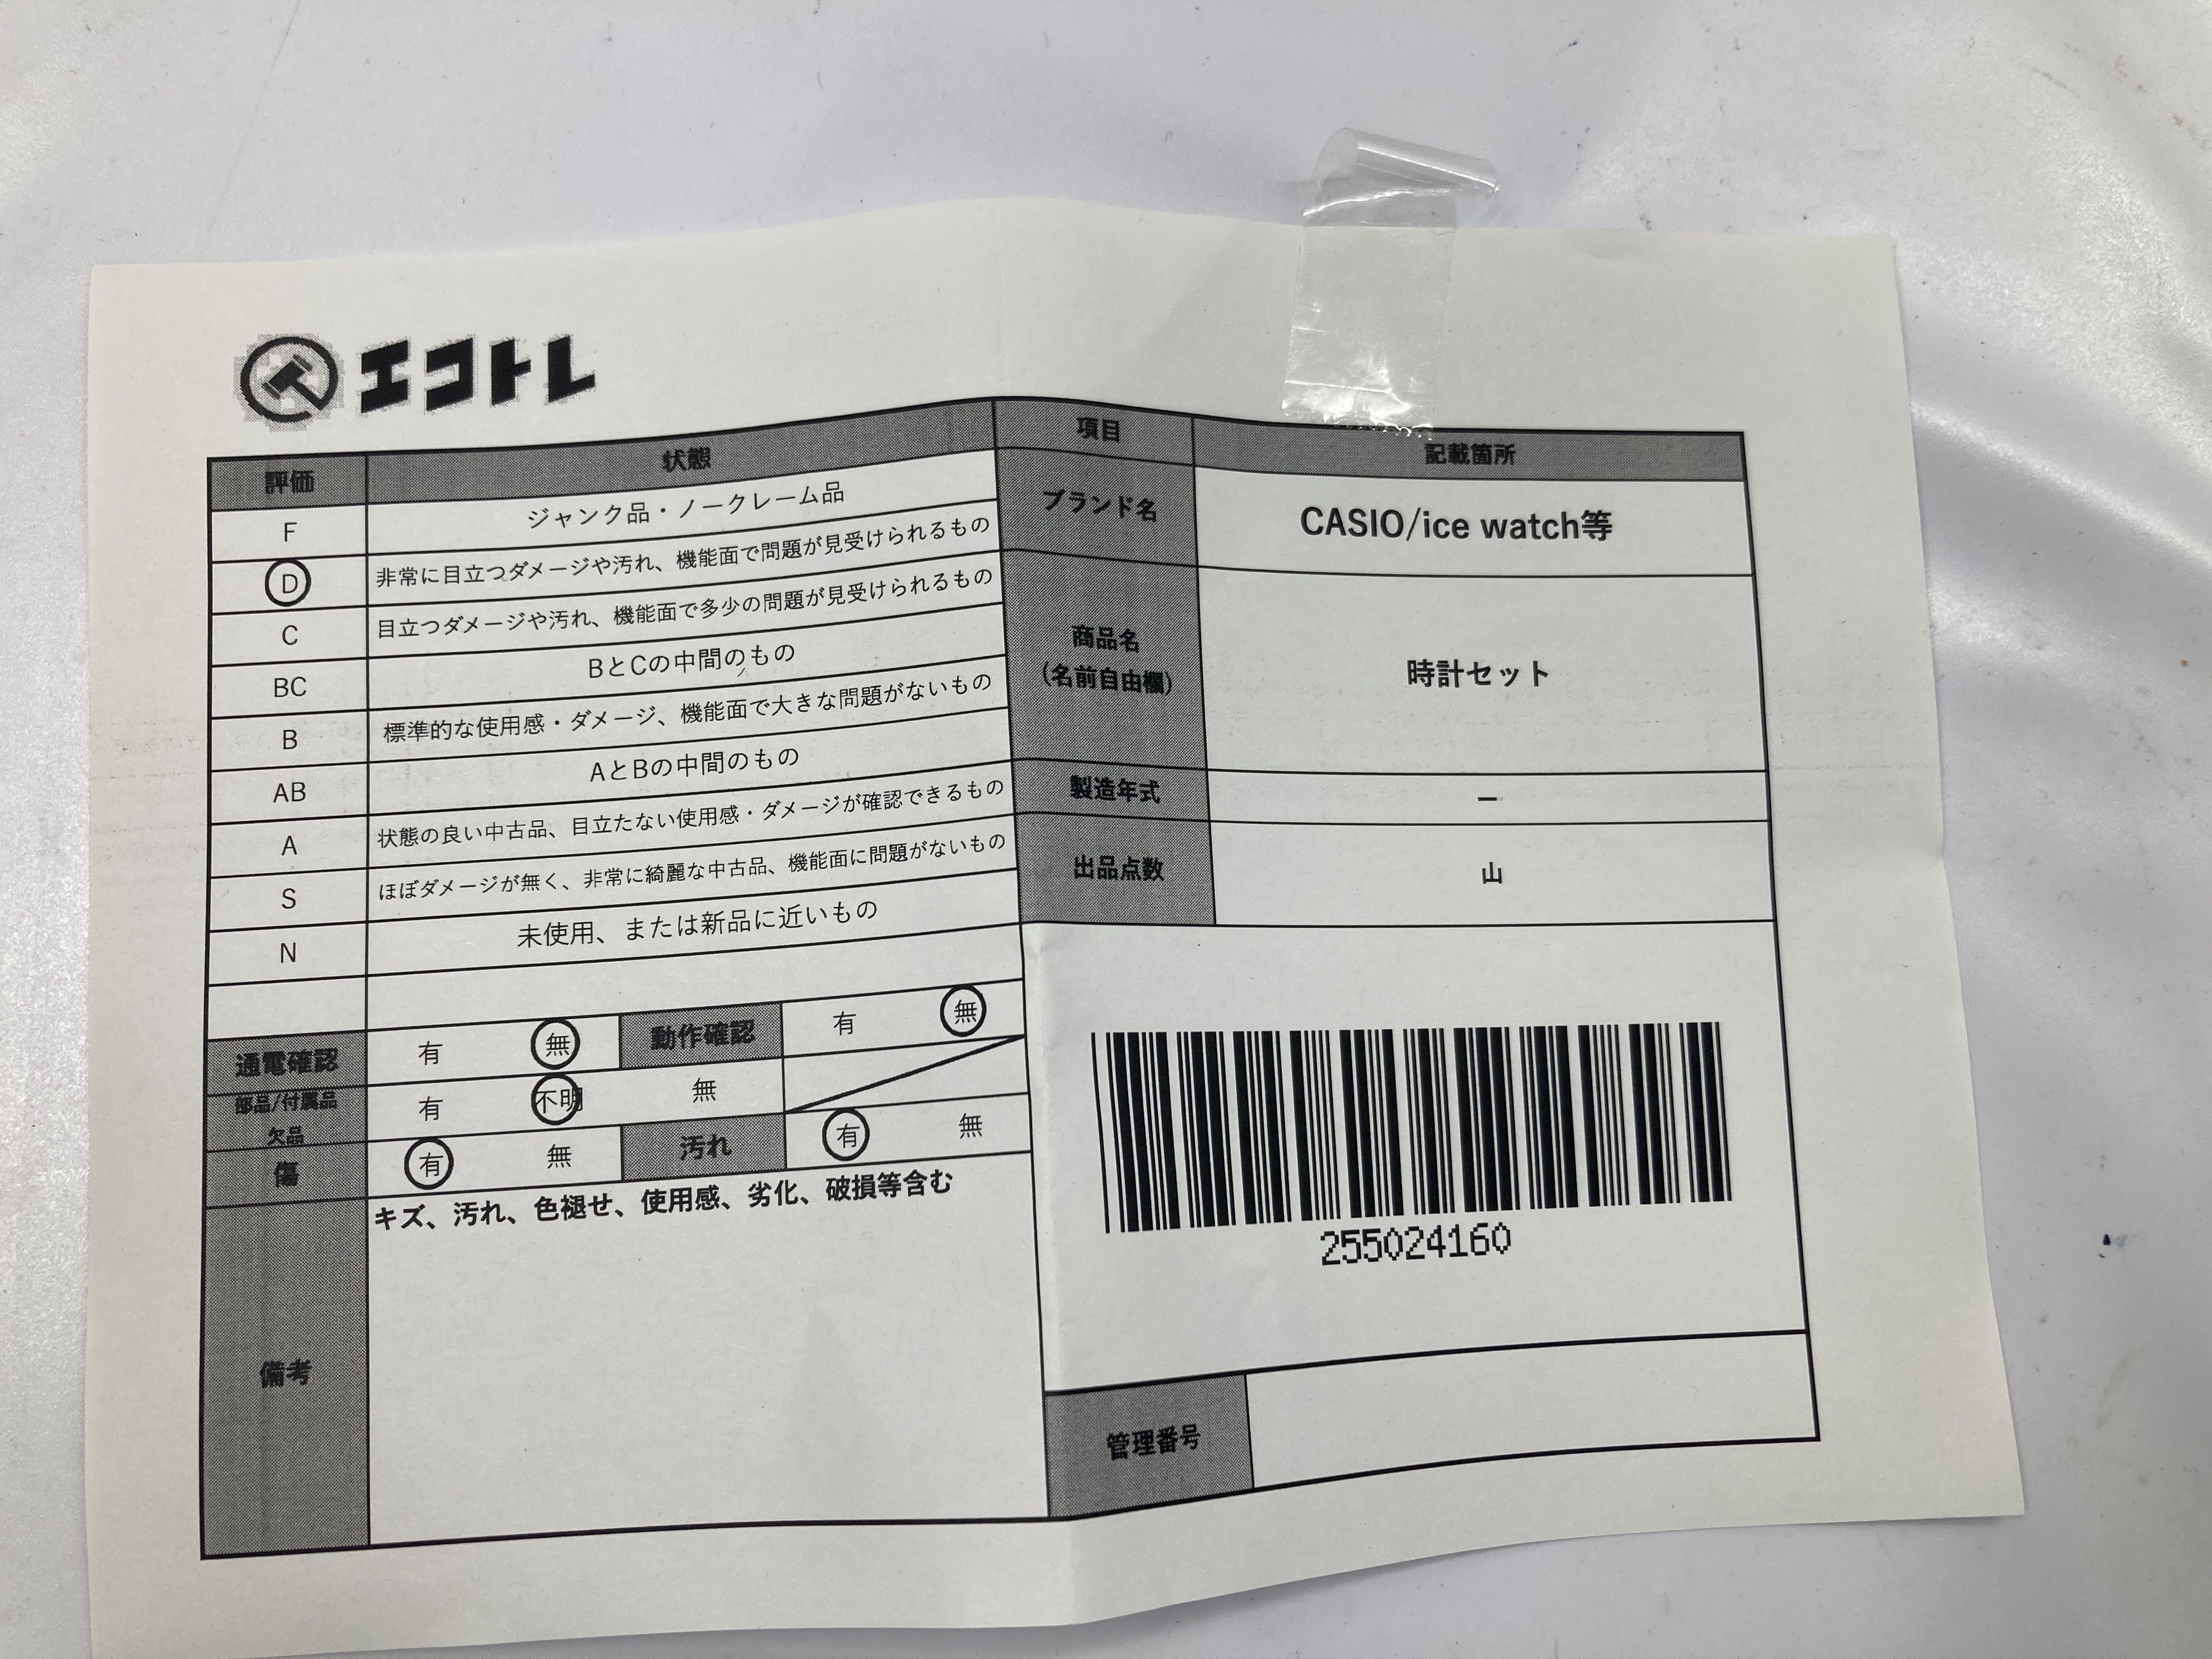 エコトレ
評価 状態
F ジャンク品・ノークレーム品
D 非常に目立つダメージや汚れ、機能面で問題が見受けられるもの
C 目立つダメージや汚れ、機能面で多少の問題が見受けられるもの
BC BとCの中間のもの
B 標準的な使用感・ダメージ、機能面で大きな問題がないもの
AB AとBの中間のもの
A 状態の良い中古品、目立たない使用感・ダメージが確認できるもの
S ほぼダメージが無く、非常に綺麗な中古品、機能面に問題がないもの
N 未使用、または新品に近いもの
通電確認 有 無 動作確認 有 無
部品/付属品
欠品 有 不明 無
傷 有 無 汚れ 有 無
備考 キズ、汚れ、色褪せ、使用感、劣化、破損等含む
項目 記載箇所
ブランド名 CASIO/ice watch等
商品名
(名前自由欄) 時計セット
製造年式 ー
出品点数 山
255024160
管理番号